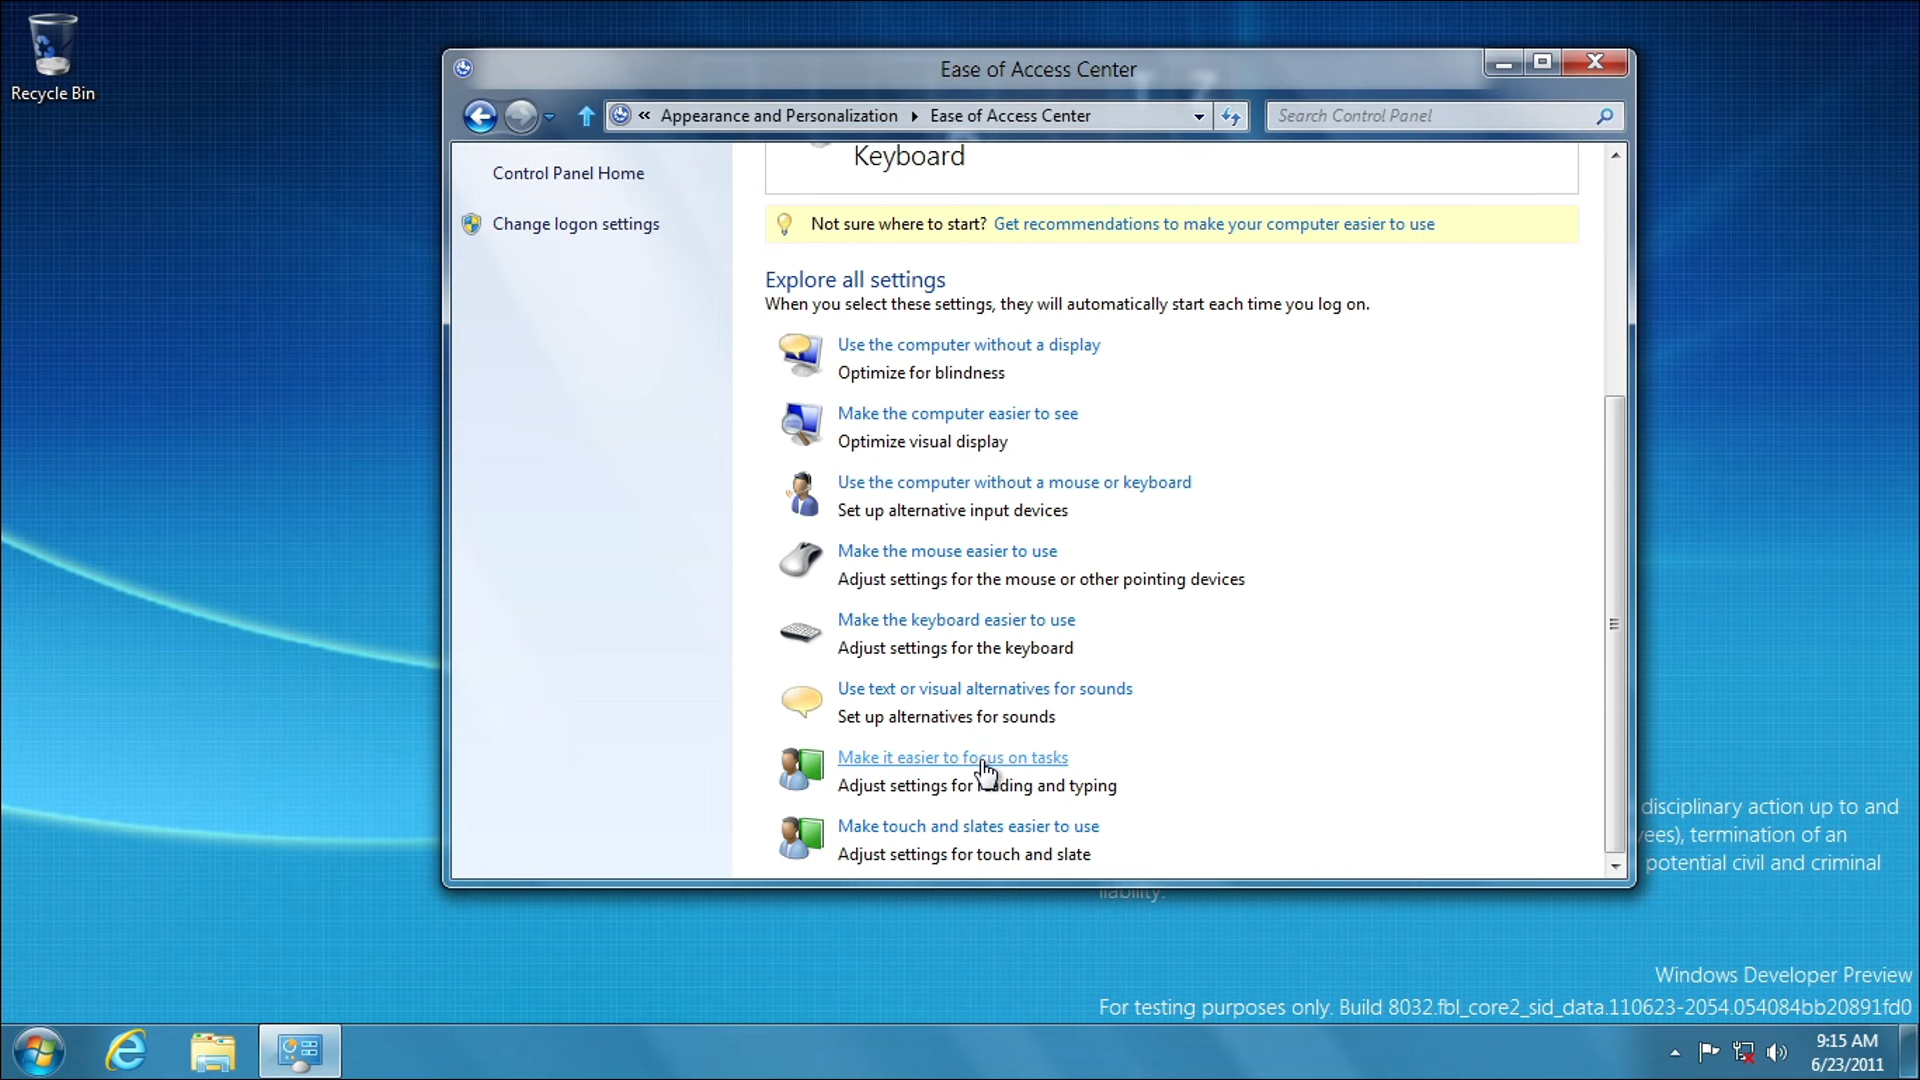 Recycle Bin
Ease of Access Center
« Appearance and Personalization Ease of Access Center
Search Control Panel
Control Panel Home
Change logon settings
Keyboard
Not sure where to start? Get recommendations to make your computer easier to use
Explore all settings
When you select these settings, they will automatically start each time you log on.
Use the computer without a display
Optimize for blindness
Make the computer easier to see
Optimize visual display
Use the computer without a mouse or keyboard
Set up alternative input devices
Make the mouse easier to use
Adjust settings for the mouse or other pointing devices
Make the keyboard easier to use
Adjust settings for the keyboard
Use text or visual alternatives for sounds
Set up alternatives for sounds
Make it easier to focus on tasks
Adjust settings for reading and typing
Make touch and slates easier to use
Adjust settings for touch and slate
disciplinary action up to and
termination of an
potential civil and criminal
liability.
Windows Developer Preview
For testing purposes only. Build 8032.fbl_core2_sid_data.110623-2054.054084bb20891fd0
9:15 AM
6/23/2011